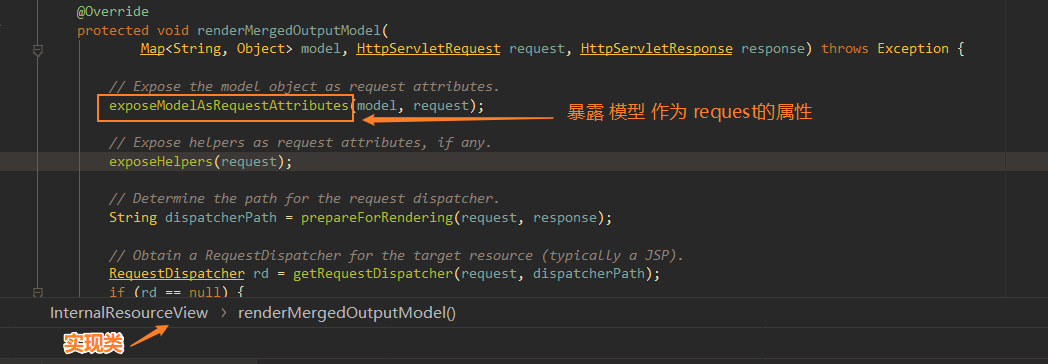 @Override
protected void renderMergedOutputModel(
Map<String, Object> model, HttpServletRequest request, HttpServletResponse response) throws Exception {
// Expose the model object as request attributes.
exposeModelAsRequestAttributes(model, request);
暴露 模型 作为 request的属性
// Expose helpers as request attributes, if any.
exposeHelpers(request);
// Determine the path for the request dispatcher.
String dispatcherPath = prepareForRendering(request, response);
// Obtain a RequestDispatcher for the target resource (typically a JSP).
RequestDispatcher rd = getRequestDispatcher(request, dispatcherPath);
if (rd == null) {
InternalResourceView › renderMergedOutputModel()
实现类